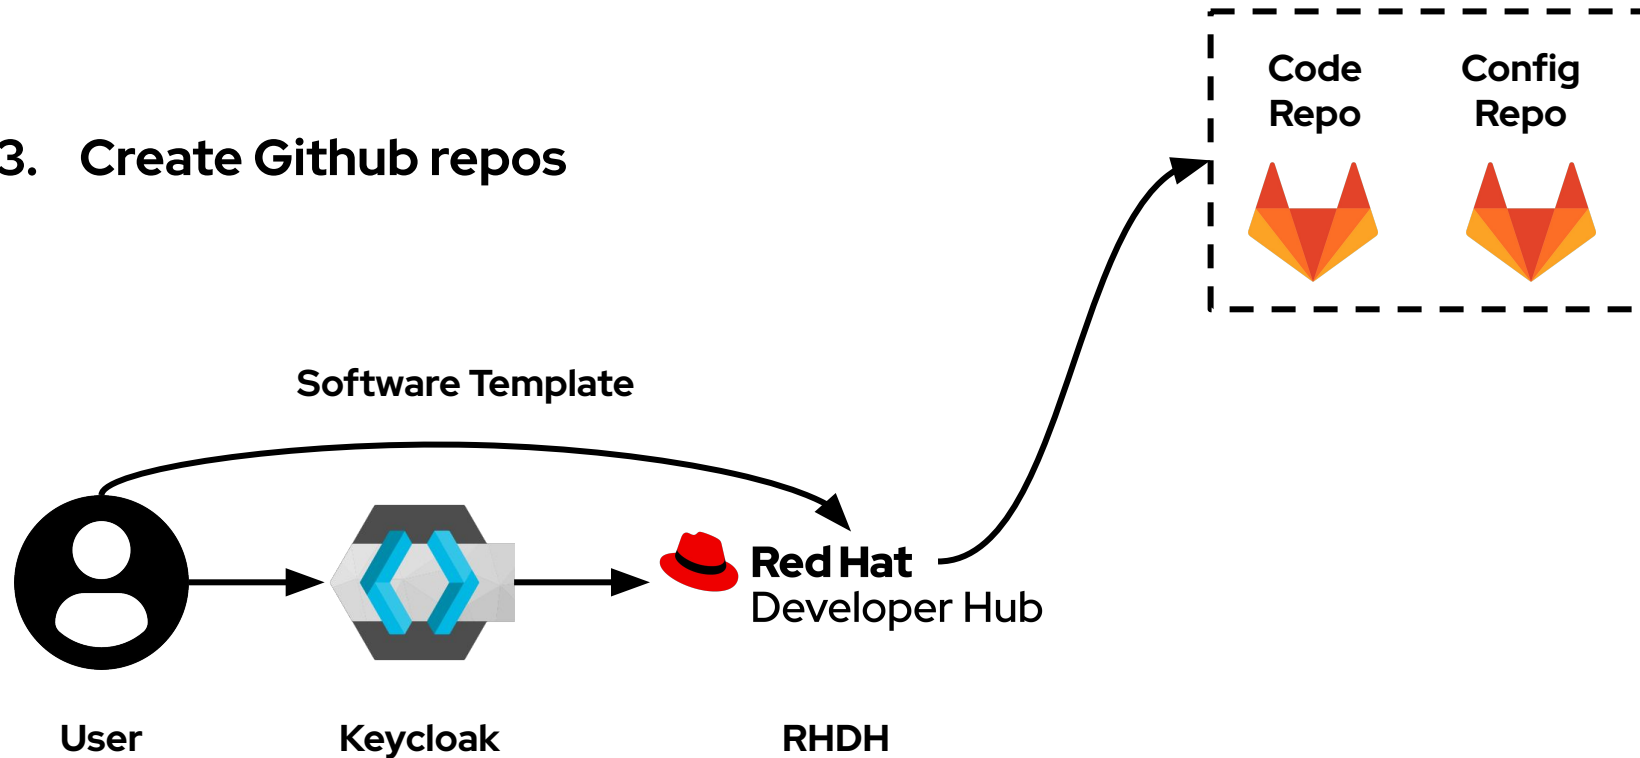 Code
Repo
Config
Repo
3. Create Github repos
Software Template
Red Hat
Developer Hub
User
Keycloak
RHDH